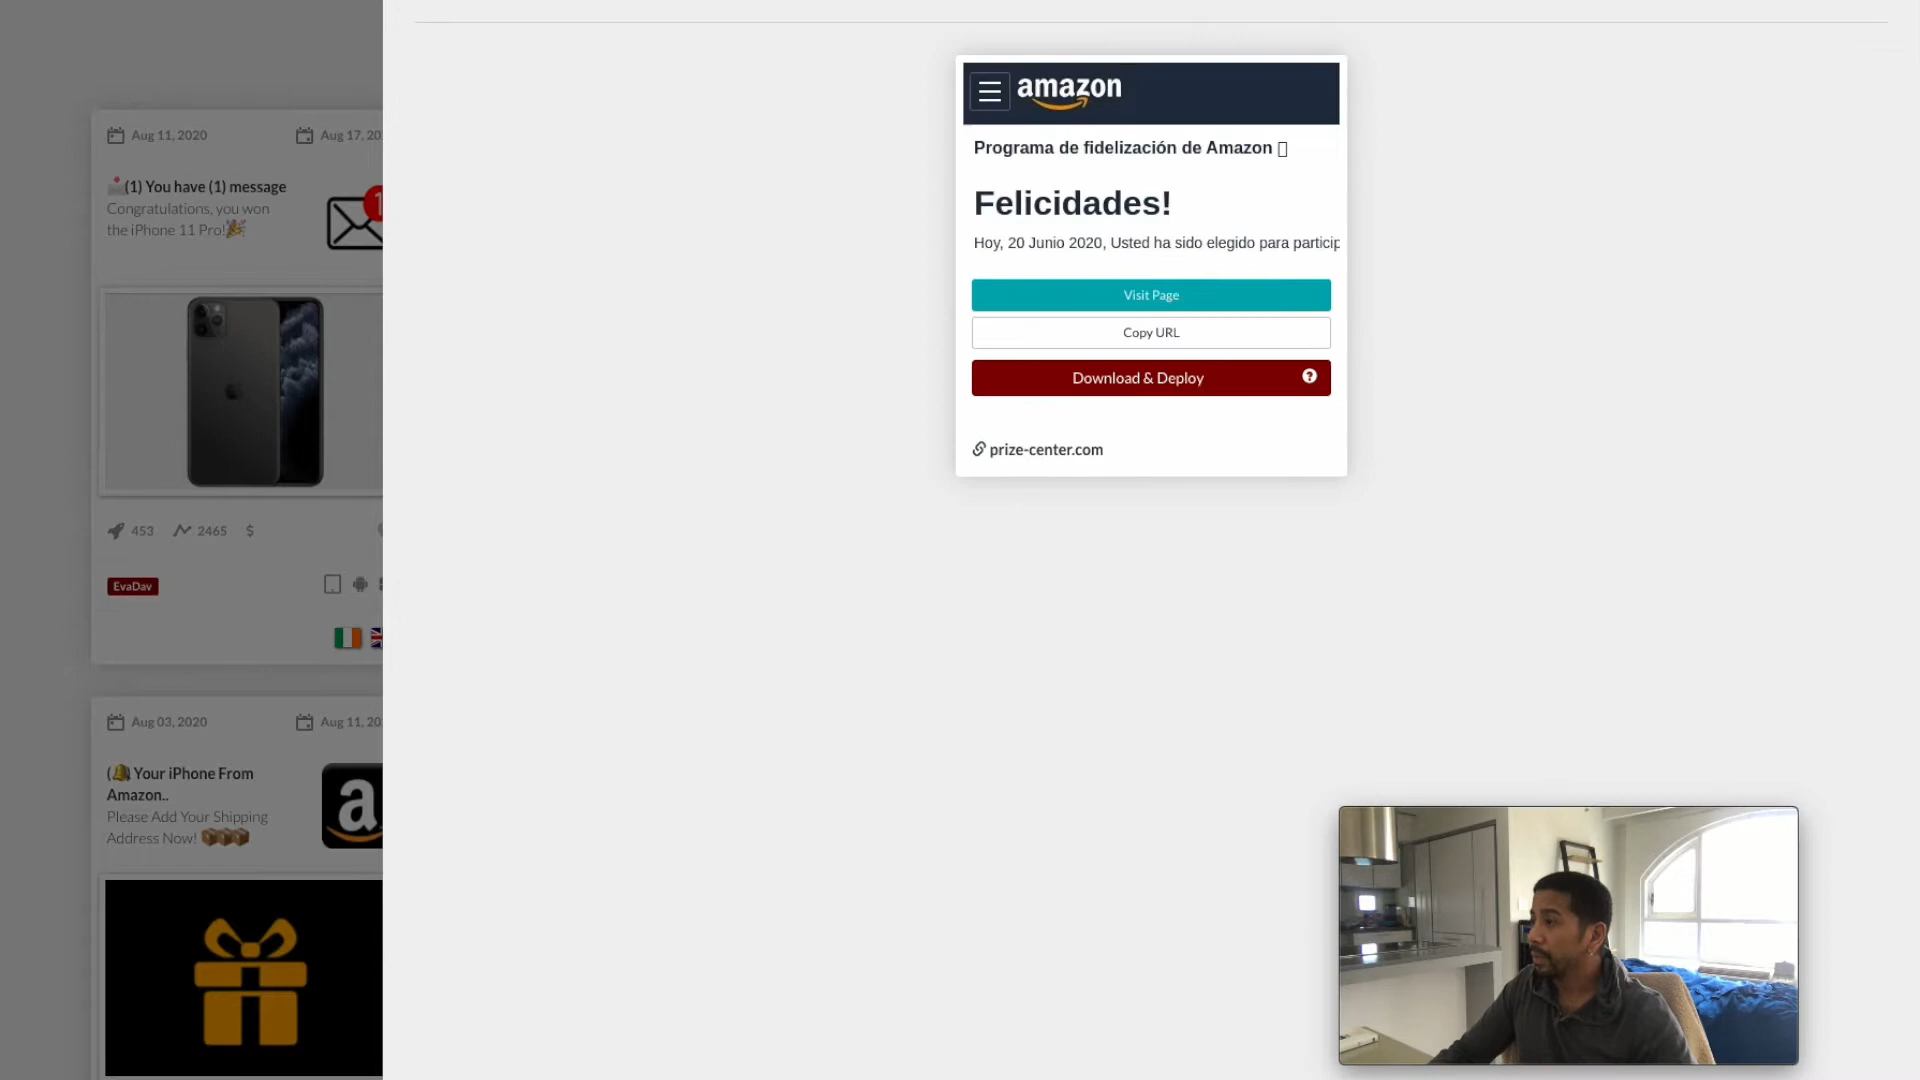 Aug 11, 2020
Aug 17, 20
(1) You have (1) message
Congratulations, you won
the iPhone 11 Pro!
1
453
2465
$
EvaDav
Aug 03, 2020
Aug 11, 20
( Your iPhone From
Amazon..
Please Add Your Shipping
Address Now!
a
amazon
Programa de fidelización de Amazon
Felicidades!
Hoy, 20 Junio 2020, Usted ha sido elegido para particip
Visit Page
Copy URL
Download & Deploy
?
prize-center.com